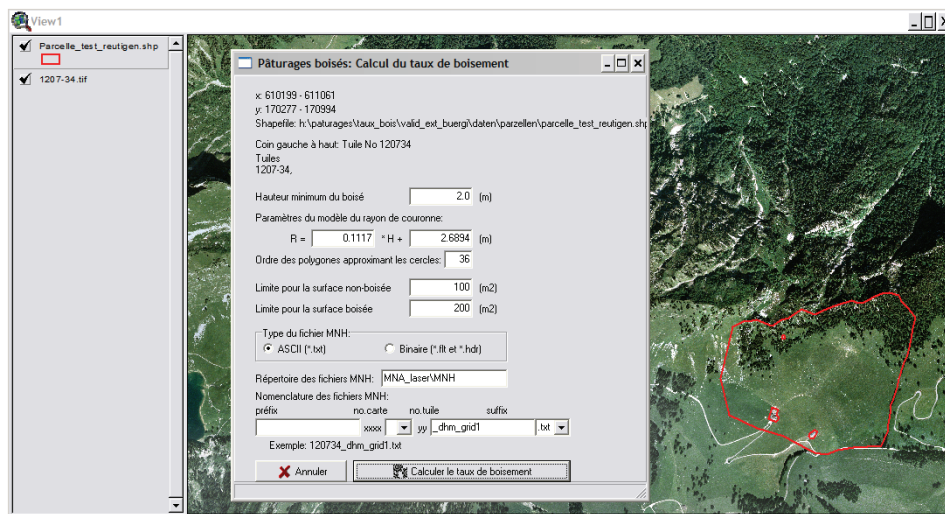 View1
Parcelle_test_reutigen.shp
1207-34.tif
Pâturages boisés: Calcul du taux de boisement
x: 610199 - 611061
y: 170277 - 170994
Shapefile: h:\paturages\taux_bois\valid_ext_buergi\daten\parzellen\parcelle_test_reutigen.shp
Coin gauche à haut: Tuile No 120734
Tuiles
1207-34,
Hauteur minimum du boisé 2.0 (m)
Paramètres du modèle du rayon de couronne:
R = 0.1117 * H + 2.6894 (m)
Ordre des polygones approximant les cercles: 36
Limite pour la surface non-boisée 100 (m2)
Limite pour la surface boisée 200 (m2)
Type du fichier MNH:
ASCII (*.txt) Binaire (*.flt et *.hdr)
Répertoire des fichiers MNH: MNA_laser\MNH
Nomenclature des fichiers MNH:
préfix no.carte no.tuile suffix
xxxx yy _dhm_grid1 .txt
Exemple: 120734_dhm_grid1.txt
Annuler Calculer le taux de boisement